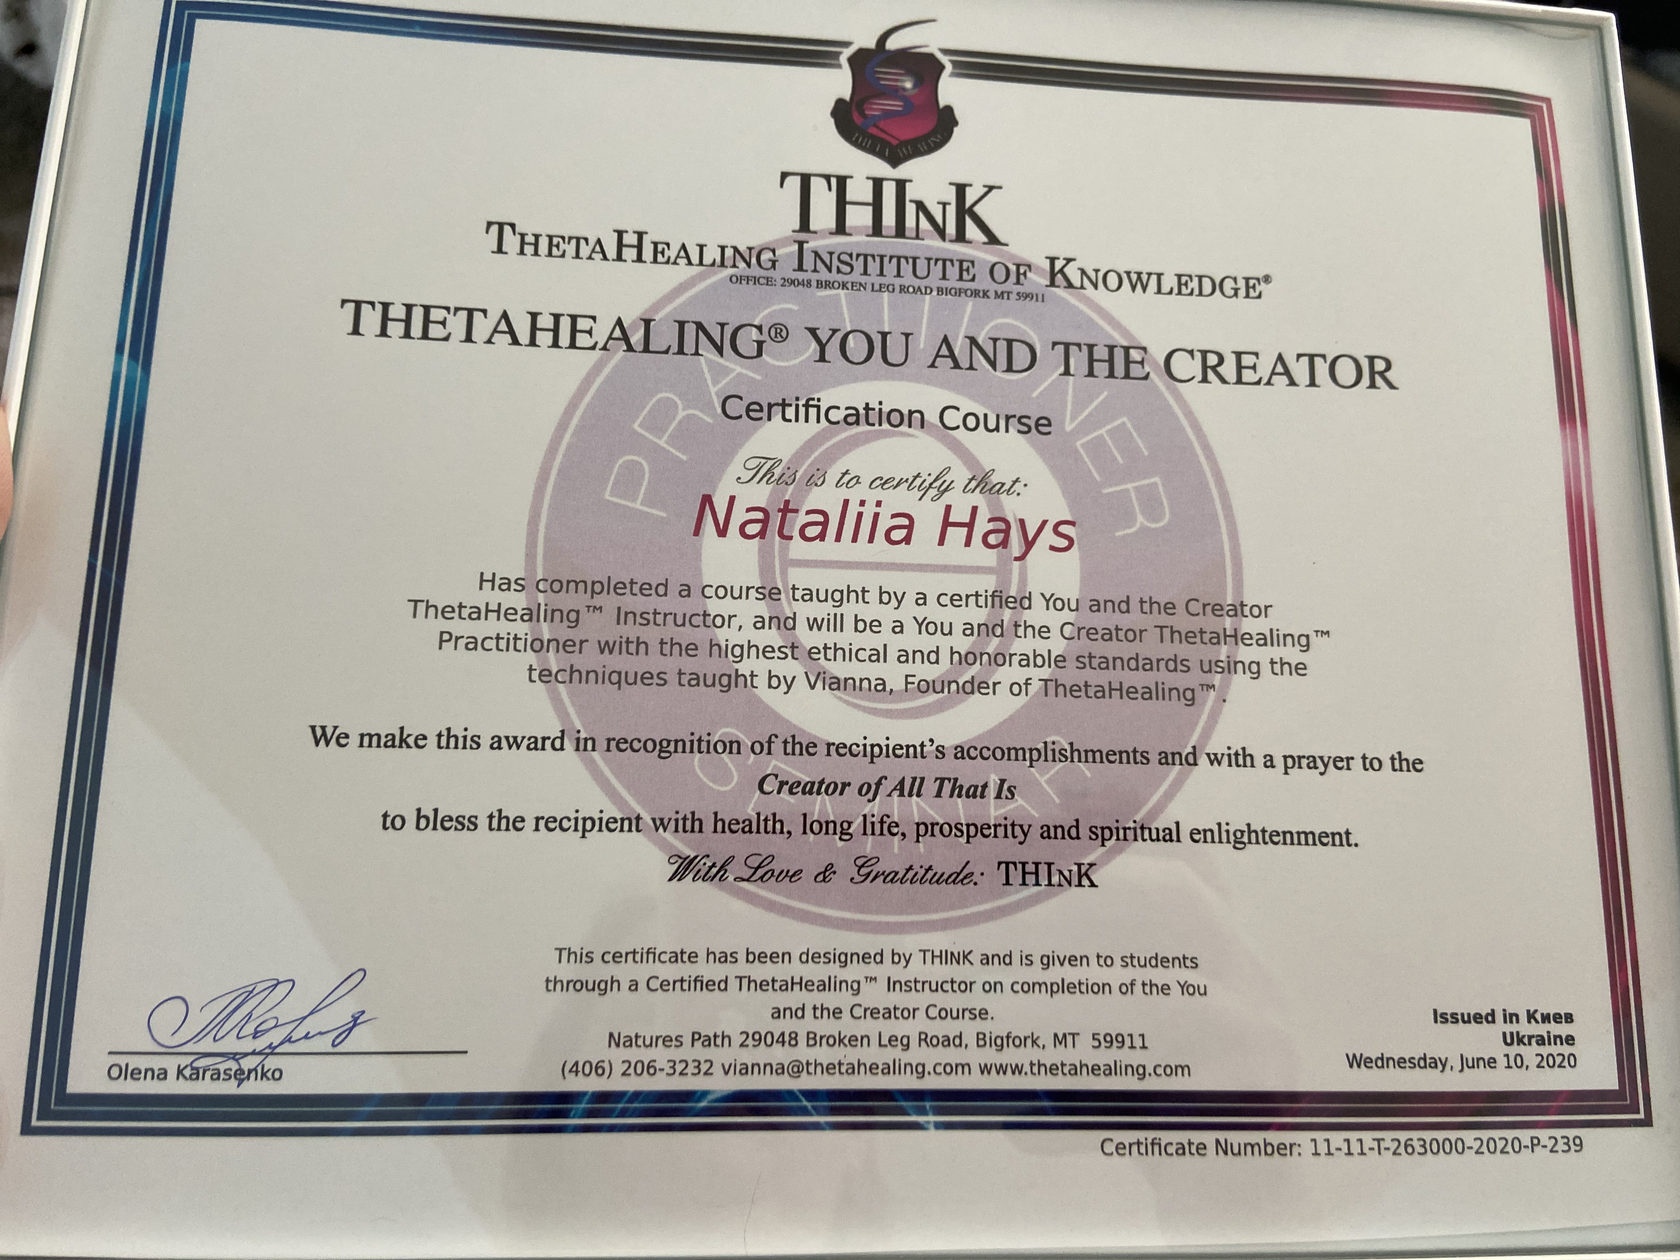 THETA HEALING
THInK
ThetaHealing Institute of Knowledge®
OFFICE: 29048 BROKEN LEG ROAD BIGFORK MT 59911
THETAHEALING® YOU AND THE CREATOR
Certification Course
This is to certify that:
Nataliia Hays
Has completed a course taught by a certified You and the Creator
ThetaHealing™ Instructor, and will be a You and the Creator ThetaHealing™
Practitioner with the highest ethical and honorable standards using the
techniques taught by Vianna, Founder of ThetaHealing™.
We make this award in recognition of the recipient's accomplishments and with a prayer to the
Creator of All That Is
to bless the recipient with health, long life, prosperity and spiritual enlightenment.
With Love & Gratitude: THInK
PRACTITIONER
SEMINAR
This certificate has been designed by THINK and is given to students
through a Certified ThetaHealing™ Instructor on completion of the You
and the Creator Course.
Natures Path 29048 Broken Leg Road, Bigfork, MT 59911
(406) 206-3232 vianna@thetahealing.com www.thetahealing.com
Olena Karasenko
Issued in Киев
Ukraine
Wednesday, June 10, 2020
Certificate Number: 11-11-T-263000-2020-P-239